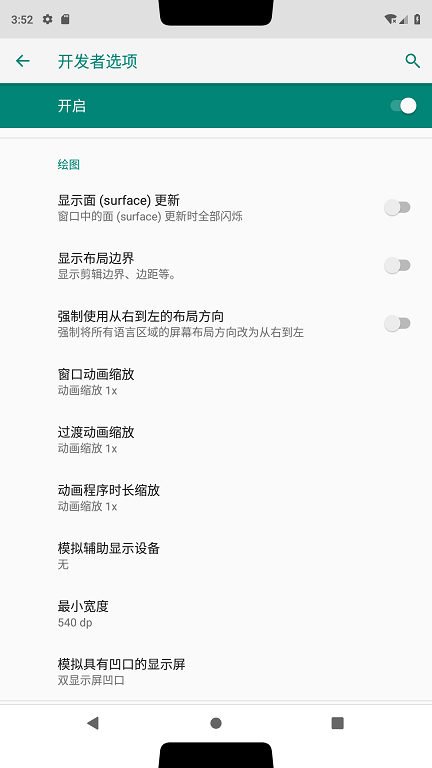 3:52
开发者选项
开启
绘图
显示面 (surface) 更新
窗口中的面 (surface) 更新时全部闪烁
显示布局边界
显示剪辑边界、边距等。
强制使用从右到左的布局方向
强制将所有语言区域的屏幕布局方向改为从右到左
窗口动画缩放
动画缩放 1x
过渡动画缩放
动画缩放 1x
动画程序时长缩放
动画缩放 1x
模拟辅助显示设备
无
最小宽度
540 dp
模拟具有凹口的显示屏
双显示屏凹口